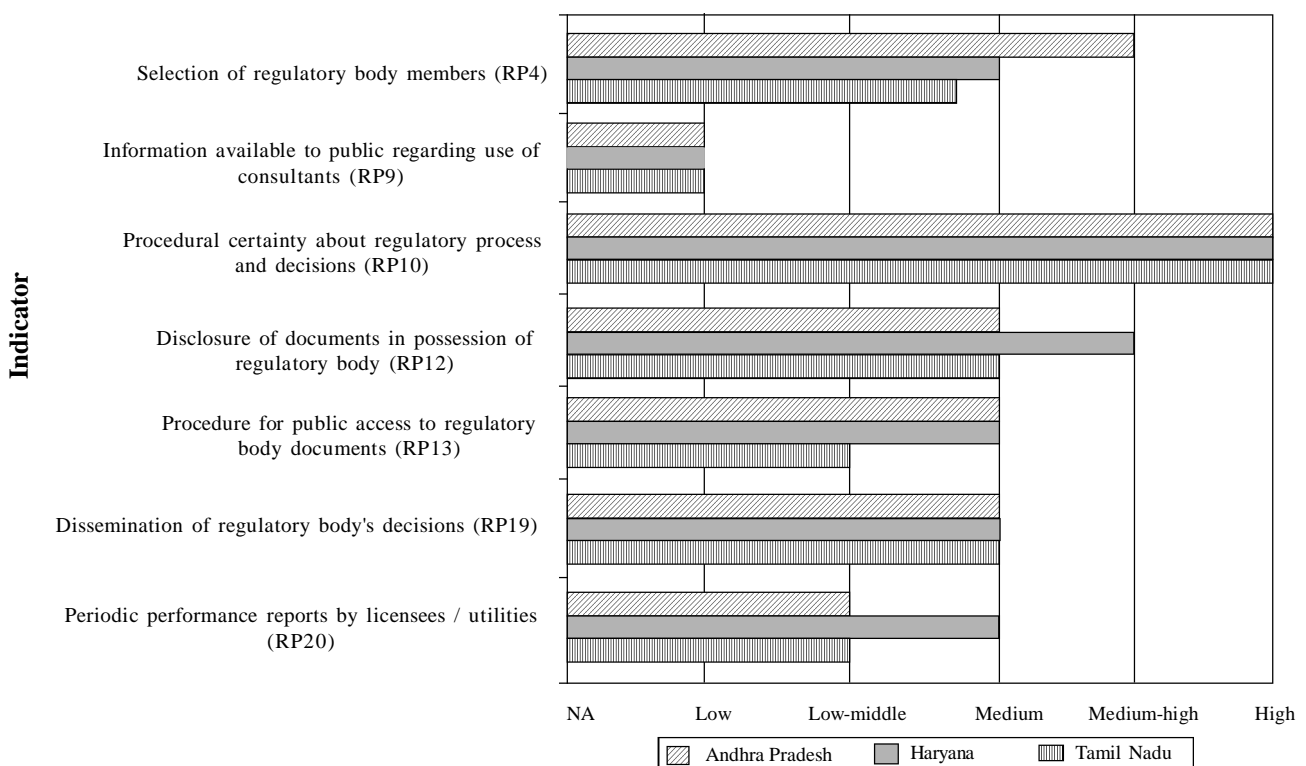 Indicator
Selection of regulatory body members (RP4)
Information available to public regarding use of
consultants (RP9)
Procedural certainty about regulatory process
and decisions (RP10)
Disclosure of documents in possession of
regulatory body (RP12)
Procedure for public access to regulatory
body documents (RP13)
Dissemination of regulatory body's decisions (RP19)
Periodic performance reports by licensees / utilities
(RP20)
NA Low Low-middle Medium Medium-high High
Andhra Pradesh Haryana Tamil Nadu